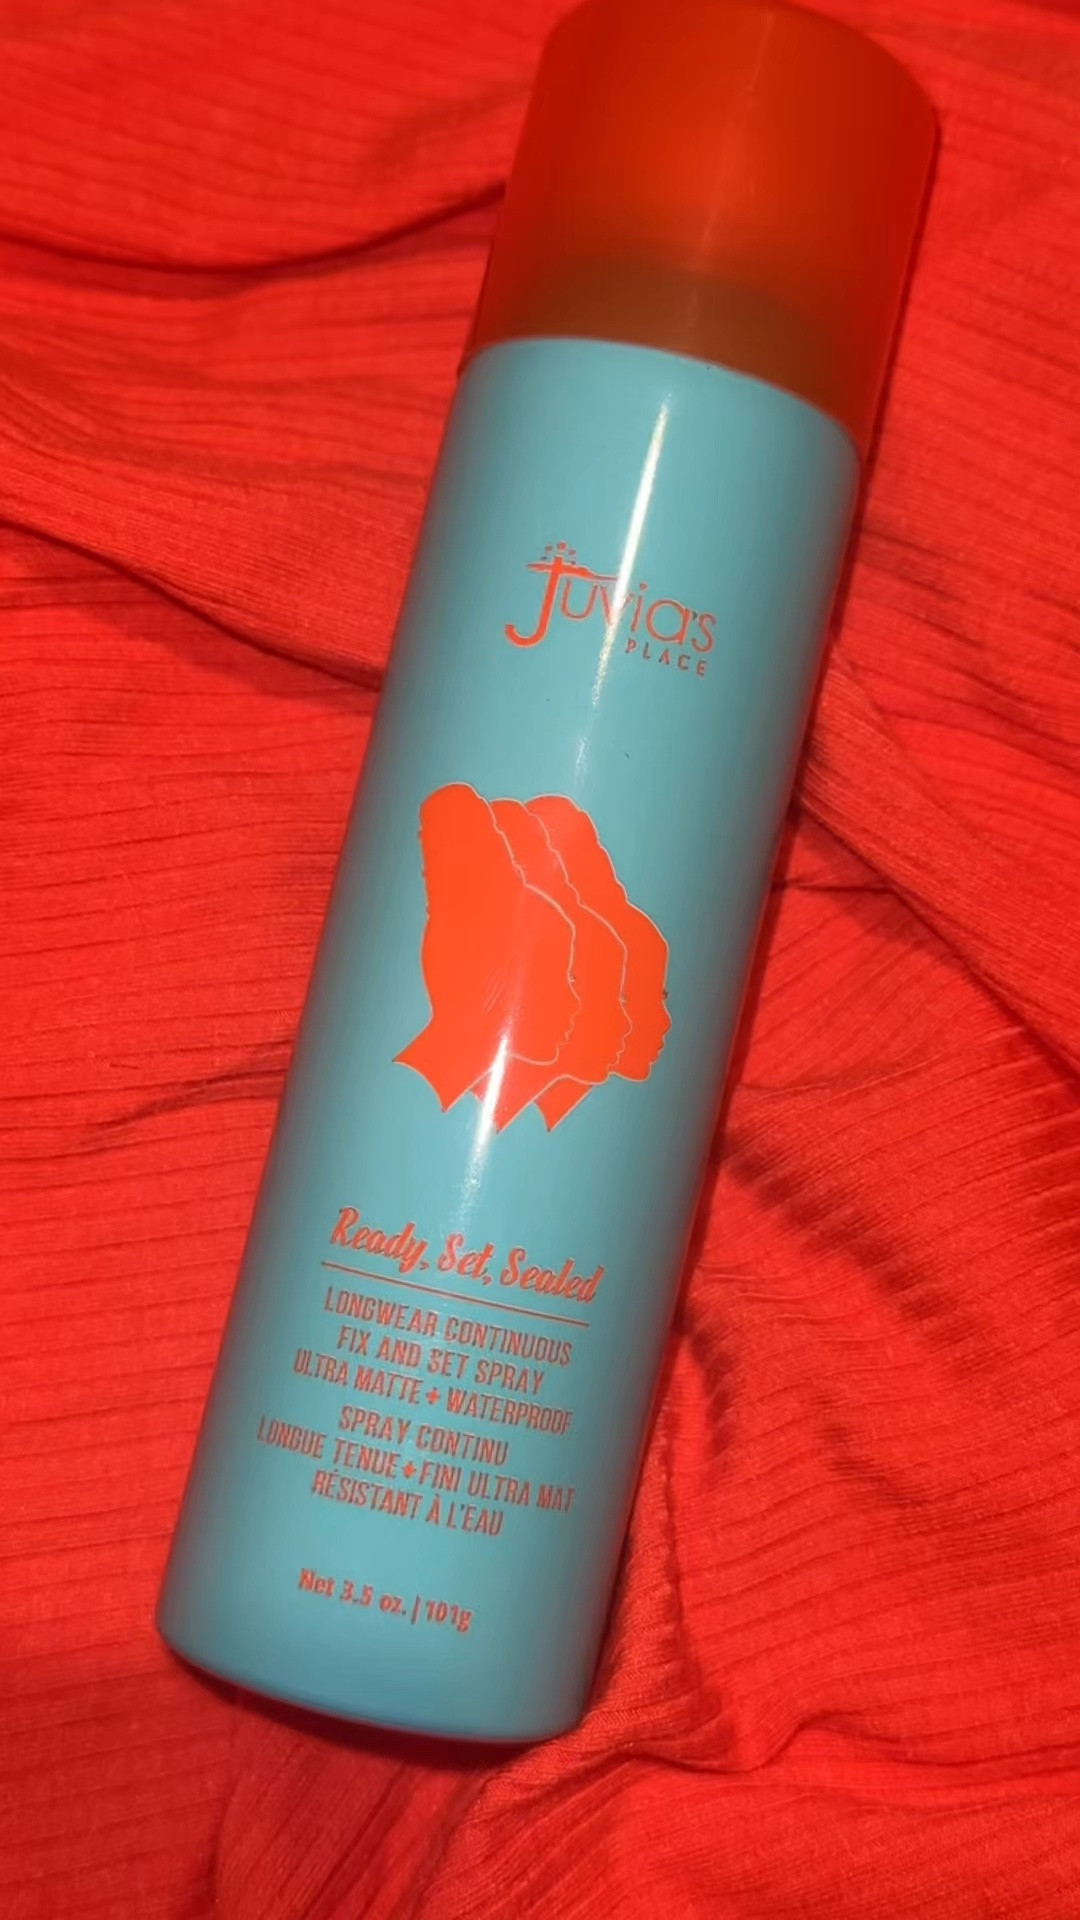 Juvia's
PLACE
Ready, Set, Sealed
LONGWEAR CONTINUOUS
FIX AND SET SPRAY
ULTRA MATTE + WATERPROOF
SPRAY CONTINU
LONGUE TENUE + FINI ULTRA MAT
RÉSISTANT À L'EAU
Net 3.5 oz. | 101g